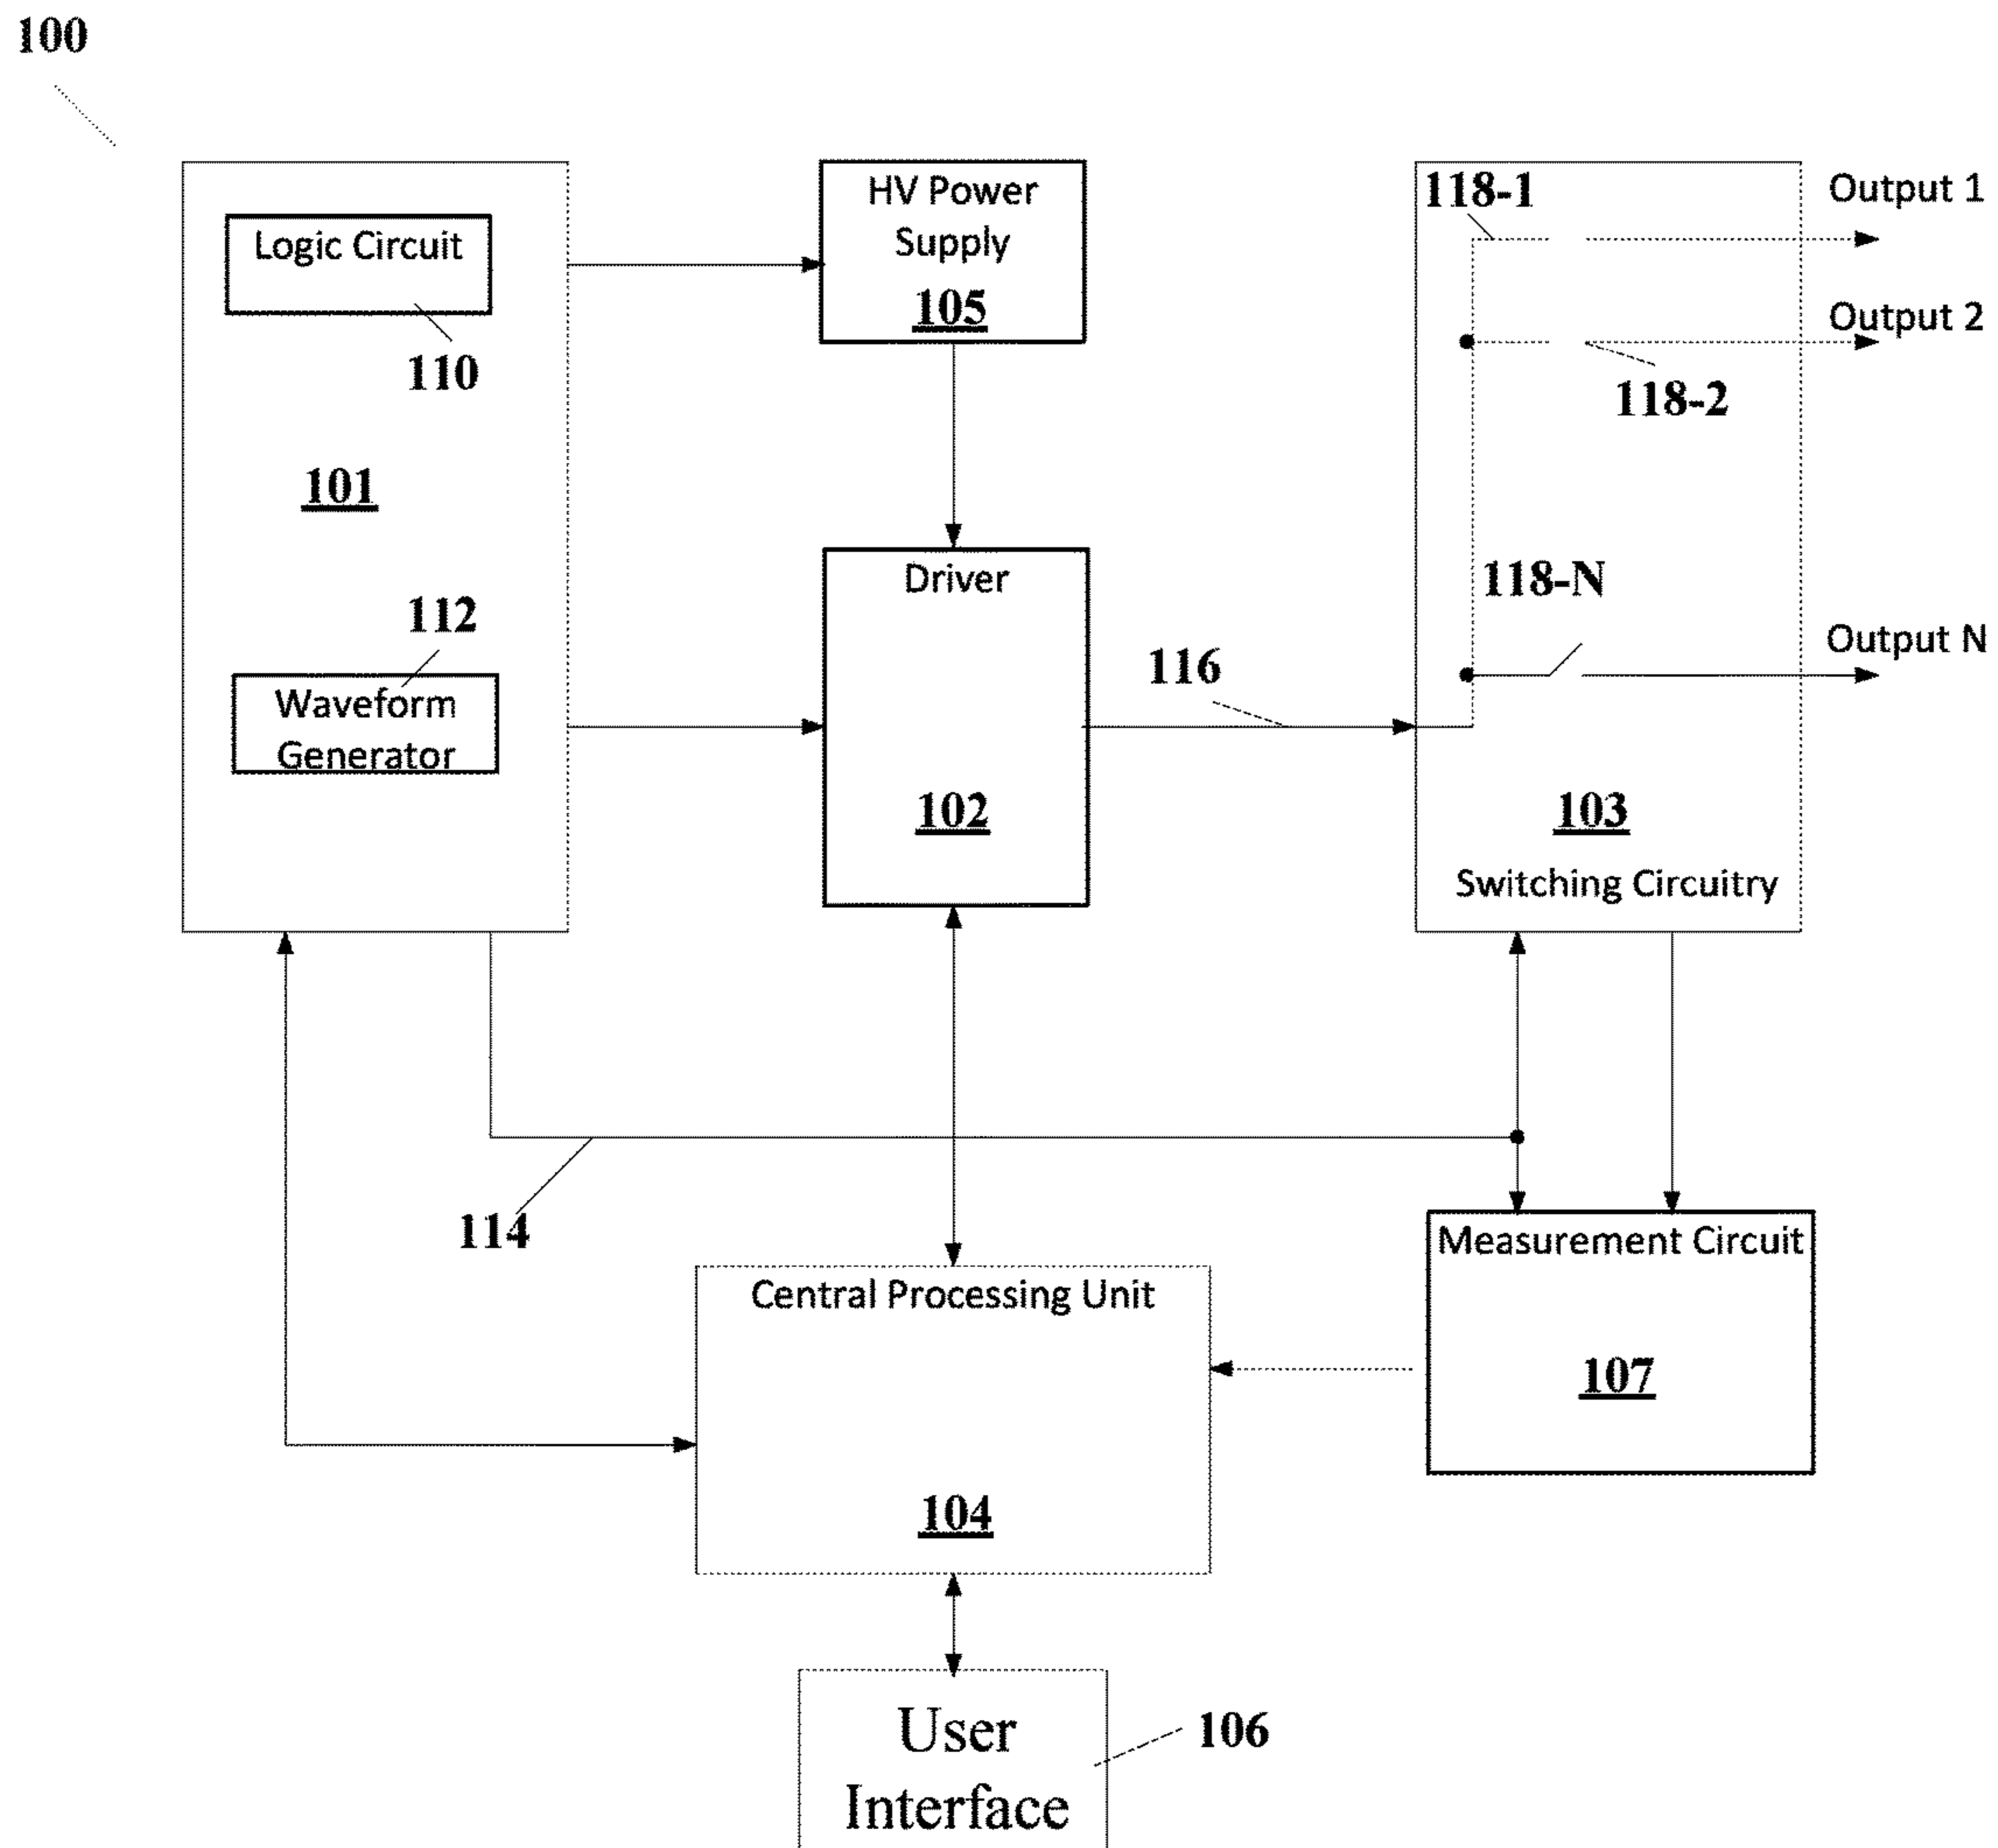 100
HV Power
Supply
105
Logic Circuit
110
101
112
Waveform
Generator
Driver
102
116
118-1
Output 1
Output 2
118-2
118-N
Output N
103
Switching Circuitry
114
Measurement Circuit
107
Central Processing Unit
104
User
Interface
106